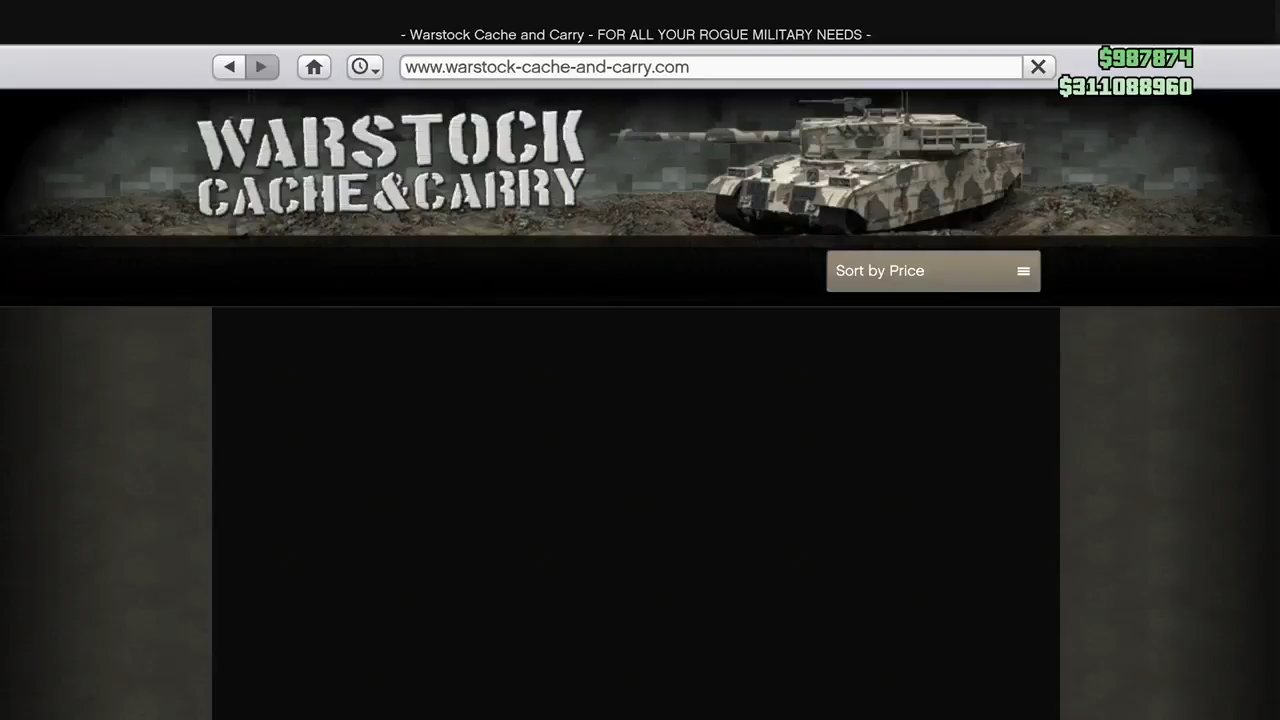 - Warstock Cache and Carry - FOR ALL YOUR ROGUE MILITARY NEEDS -
www.warstock-cache-and-carry.com
$987874
$311088960
WARSTOCK
CACHE&CARRY
Sort by Price